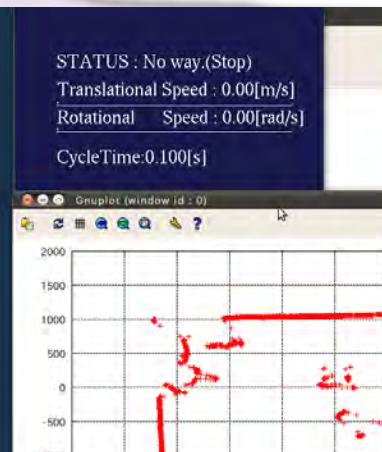 STATUS : No way.(Stop)
Translational Speed : 0.00[m/s]
Rotational Speed : 0.00[rad/s]
CycleTime:0.100[s]
Gnuplot (window id : 0)
2000
1500
1000
500
0
-500